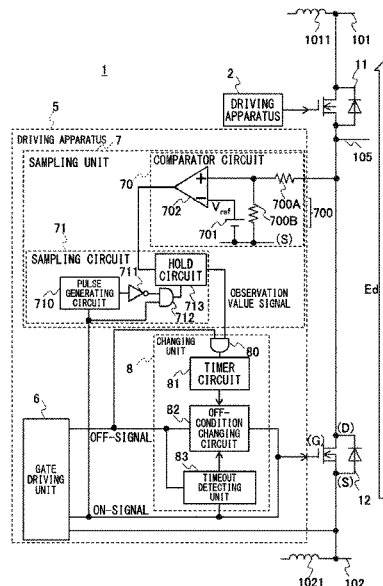 1011
101
1
2
11
DRIVING
APPARATUS
5
DRIVING APPARATUS 7
105
SAMPLING UNIT
COMPARATOR CIRCUIT
70
+
−
702
Vref
700A
700B
700
701
(S)
71
SAMPLING CIRCUIT
711
HOLD
CIRCUIT
PULSE
GENERATING
CIRCUIT
710
713
712
OBSERVATION
VALUE SIGNAL
Ed
CHANGING
UNIT
80
8
TIMER
CIRCUIT
81
6
82
OFF-
CONDITION
CHANGING
CIRCUIT
OFF-SIGNAL
(D)
(G)
83
GATE
DRIVING
UNIT
TIMEOUT
DETECTING
UNIT
(S)
12
ON-SIGNAL
1021
102